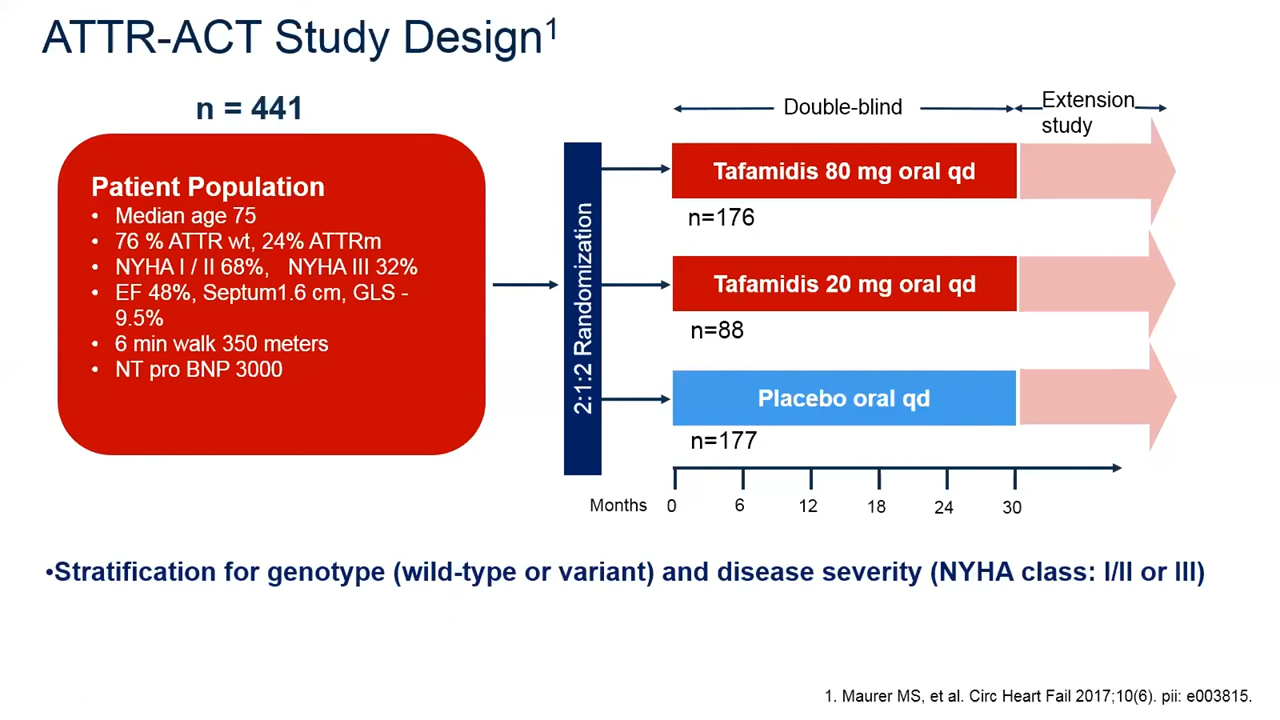 ATTR-ACT Study Design1
n = 441
Patient Population
• Median age 75
• 76 % ATTR wt, 24% ATTRm
• NYHA I / II 68%, NYHA III 32%
• EF 48%, Septum1.6 cm, GLS -
9.5%
• 6 min walk 350 meters
• NT pro BNP 3000
2:1:2 Randomization
Double-blind
Extension
study
Tafamidis 80 mg oral qd
n=176
Tafamidis 20 mg oral qd
n=88
Placebo oral qd
n=177
Months 0 6 12 18 24 30
•Stratification for genotype (wild-type or variant) and disease severity (NYHA class: I/II or III)
1. Maurer MS, et al. Circ Heart Fail 2017;10(6). pii: e003815.